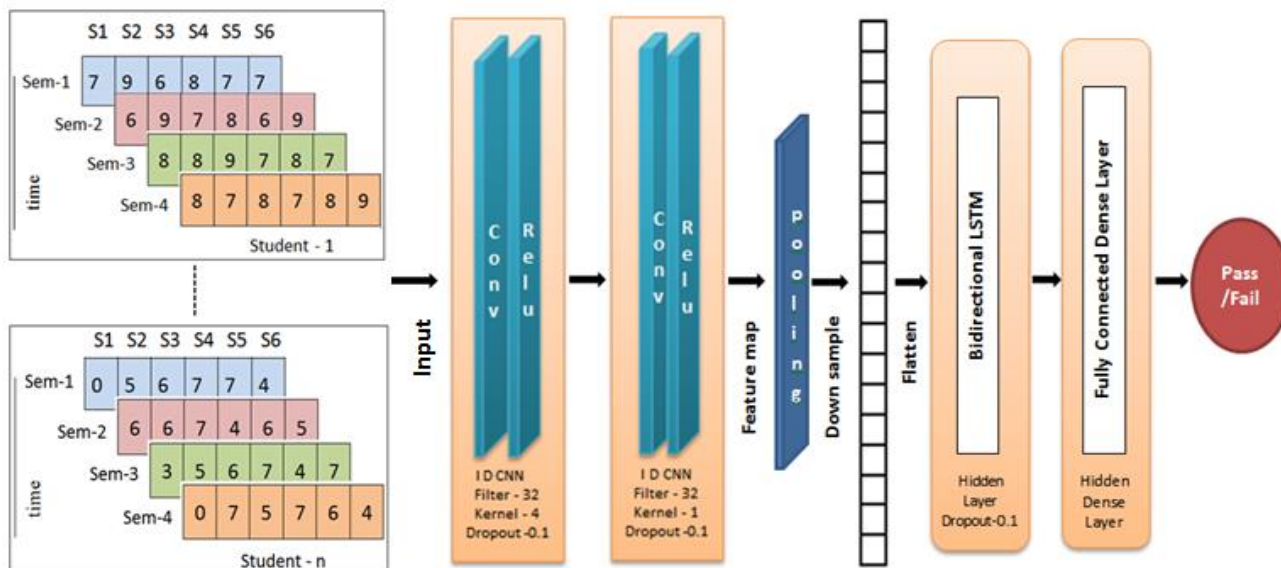 S1 S2 S3 S4 S5 S6
Sem-1 7 9 6 8 7 7
Sem-2 6 9 7 8 6 9
Sem-3 8 8 9 7 8 7
Sem-4 8 7 8 7 8 9
time
Student - 1
S1 S2 S3 S4 S5 S6
Sem-1 0 5 6 7 7 4
Sem-2 6 6 7 4 6 5
Sem-3 3 5 6 7 4 7
Sem-4 0 7 5 7 6 4
time
Student - n
Input
Conv
Relu
I D CNN
Filter - 32
Kernel - 4
Dropout -0.1
Conv
Relu
I D CNN
Filter - 32
Kernel - 1
Dropout -0.1
Feature map
pooling
Down sample
Flatten
Bidirectional LSTM
Hidden
Layer
Dropout-0.1
Fully Connected Dense Layer
Hidden
Dense
Layer
Pass
/Fail